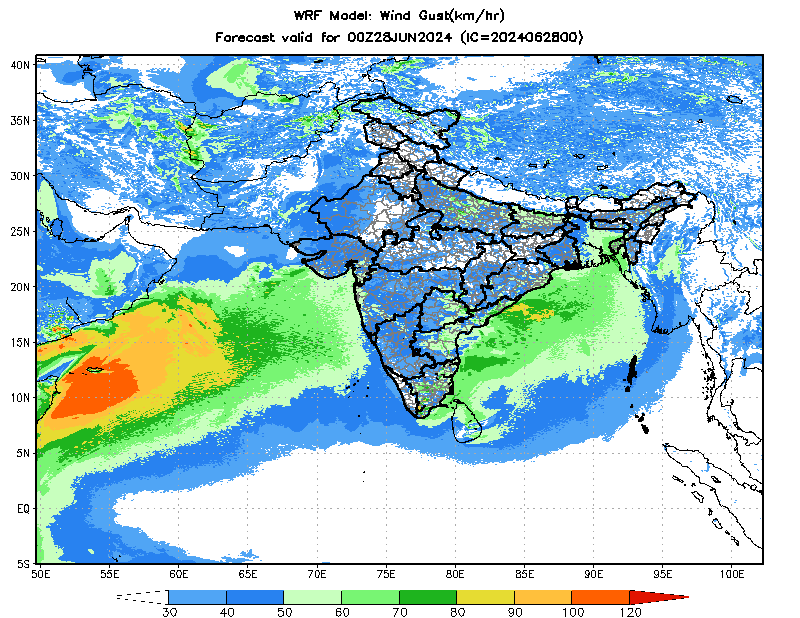 WRF Model: Wind Gust(km/hr)
Forecast valid for 00Z28JUN2024 (IC=2024062800)
40N
35N
30N
25N
20N
15N
10N
5N
EQ
5S
50E 55E 60E 65E 70E 75E 80E 85E 90E 95E 100E
30 40 50 60 70 80 90 100 120